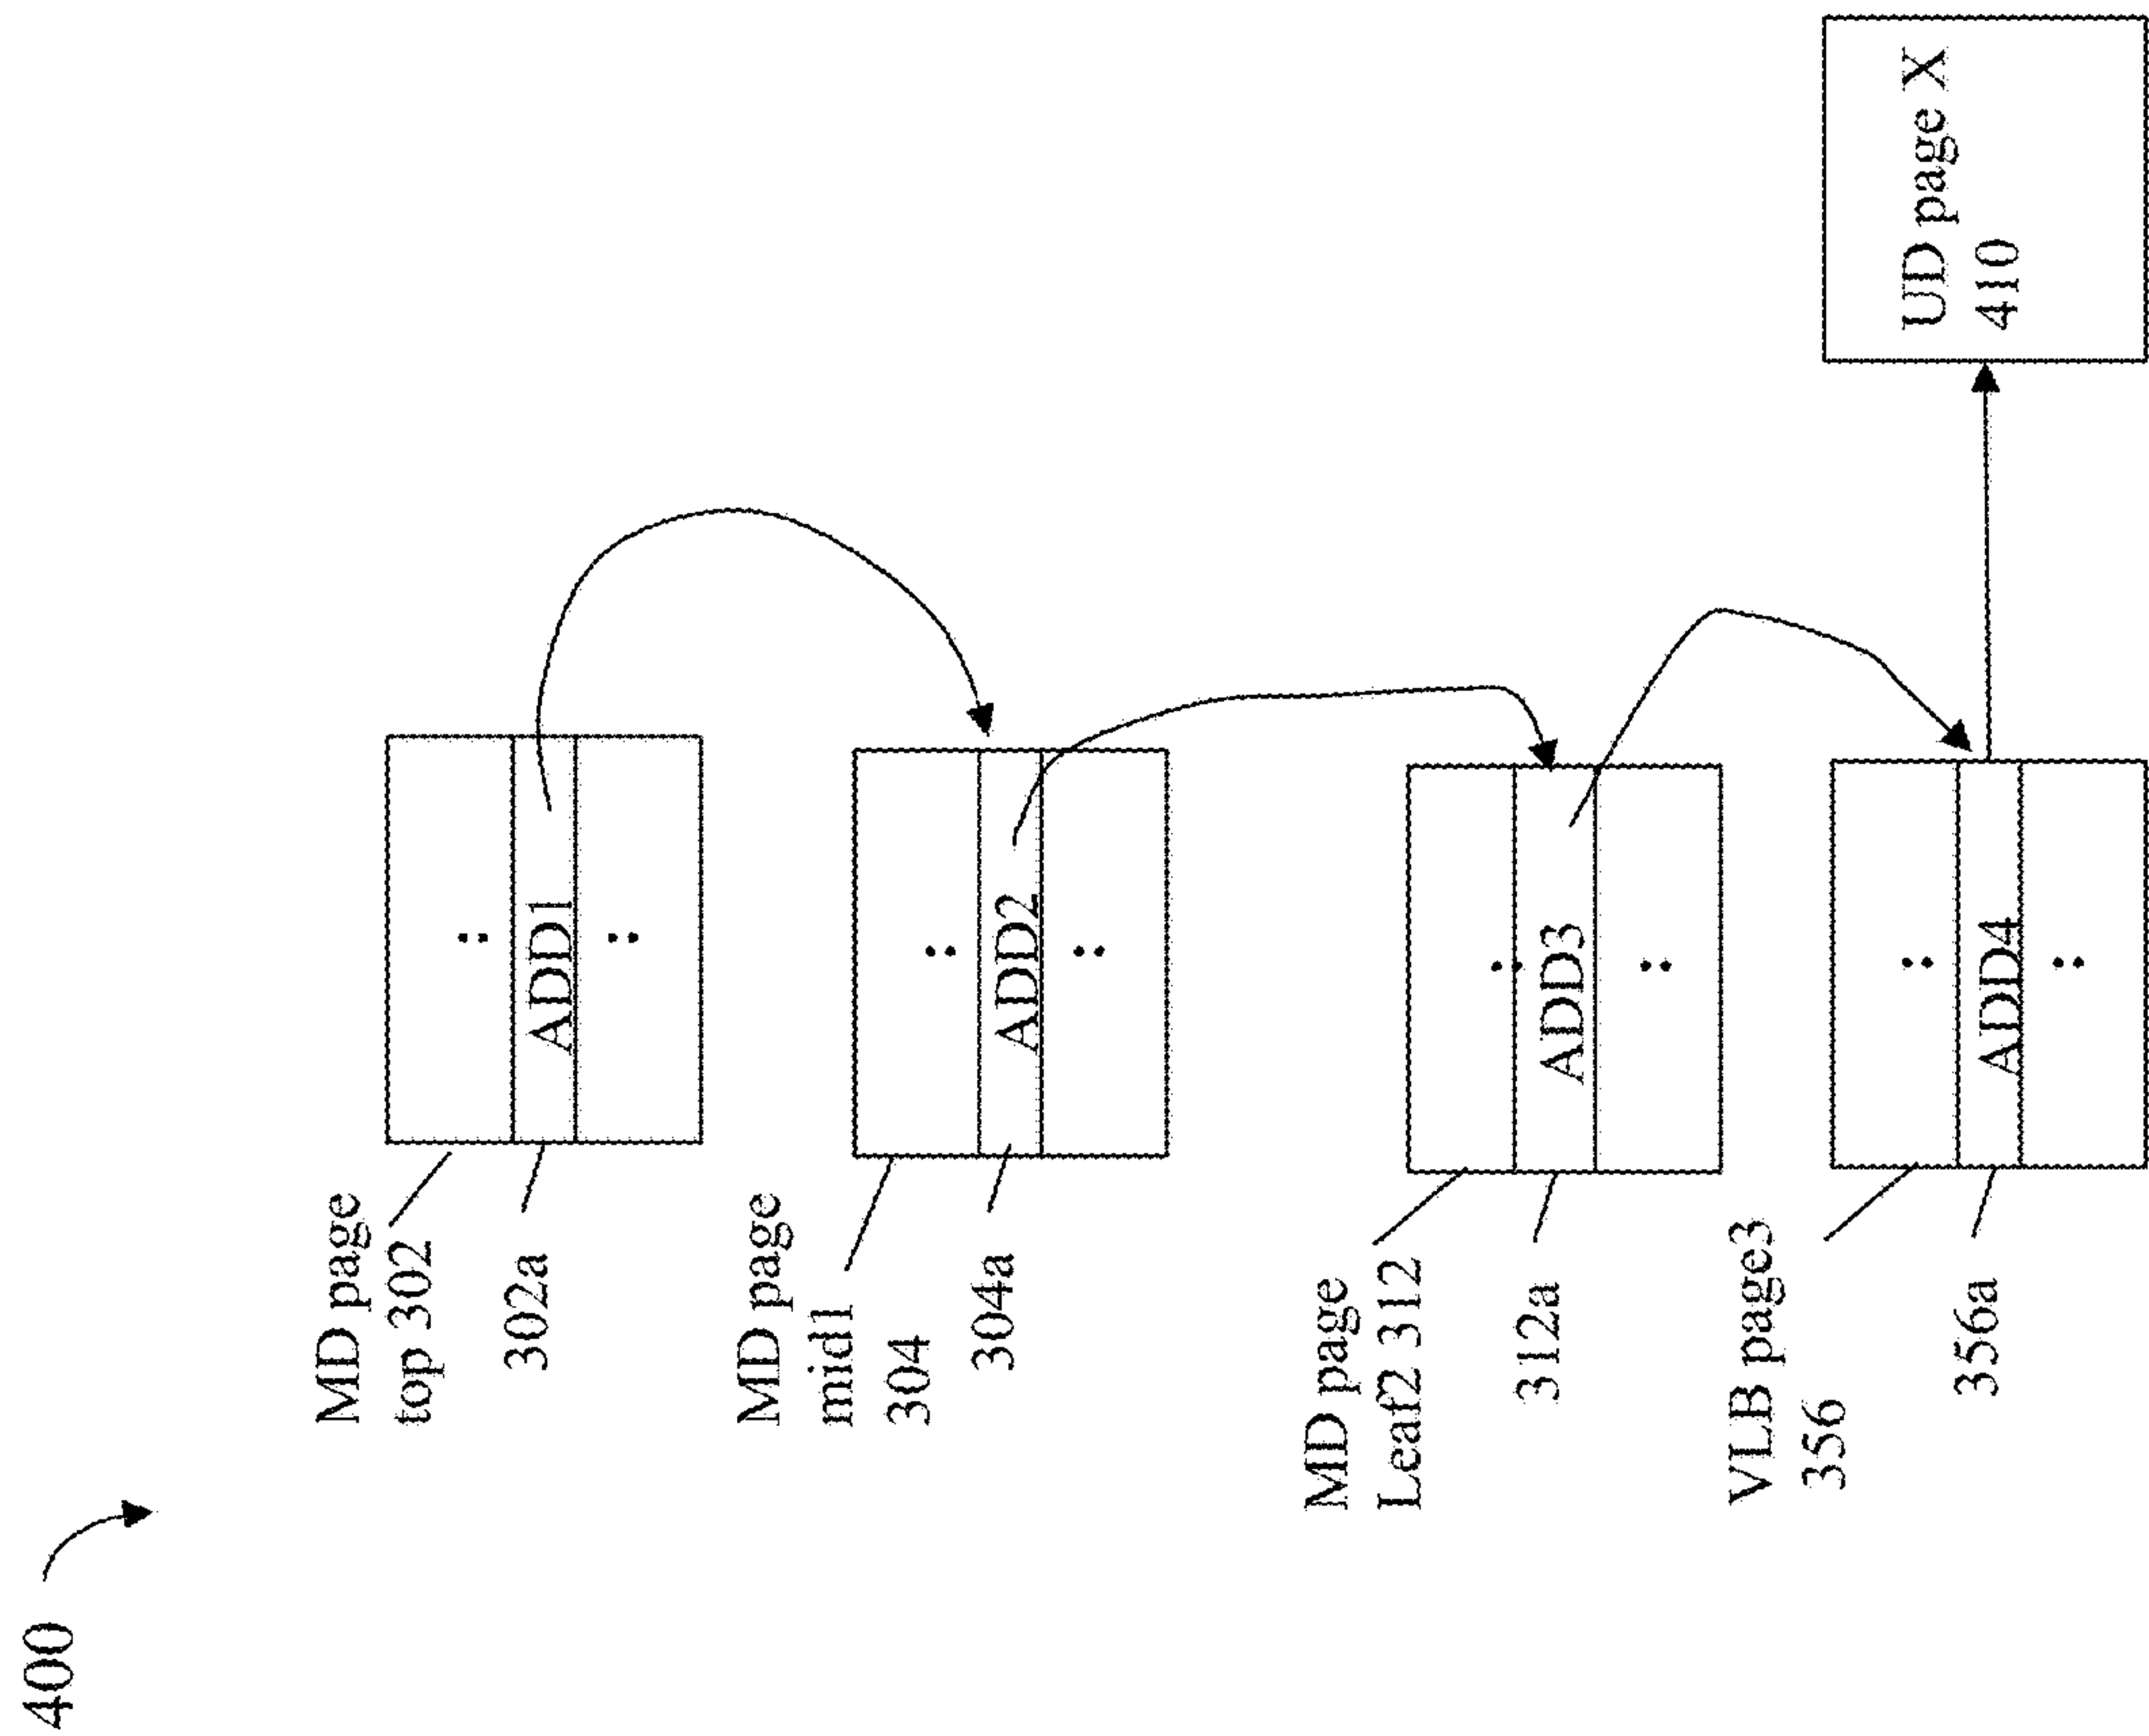 400
MD page
top 302
302a
:
ADD1
:
MD page
mid1
304
304a
:
ADD2
:
MD page
Leaf2 312
312a
:
ADD3
:
VLB page3
356
356a
:
ADD4
:
UD page X
410